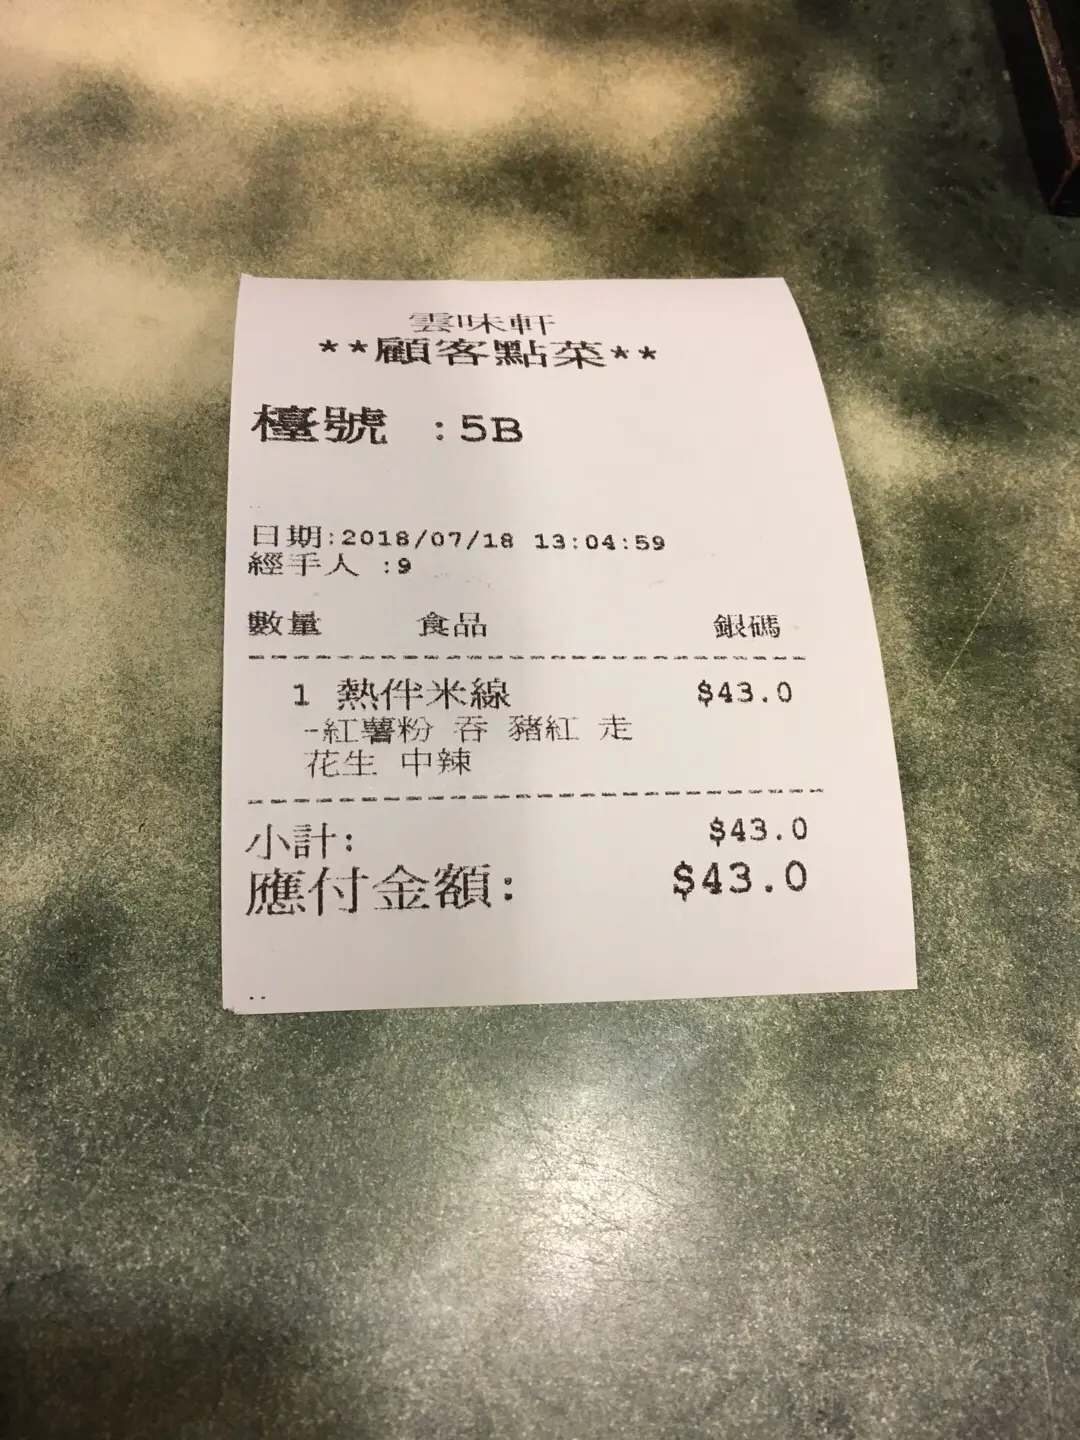 雲味軒
**顧客點菜**
檯號 :5B
日期:2018/07/18 13:04:59
經手人 :9
數量 食品 銀碼
1 熱伴米線 $43.0
-紅薯粉 吞 豬紅 走
花生 中辣
小計: $43.0
應付金額: $43.0
..